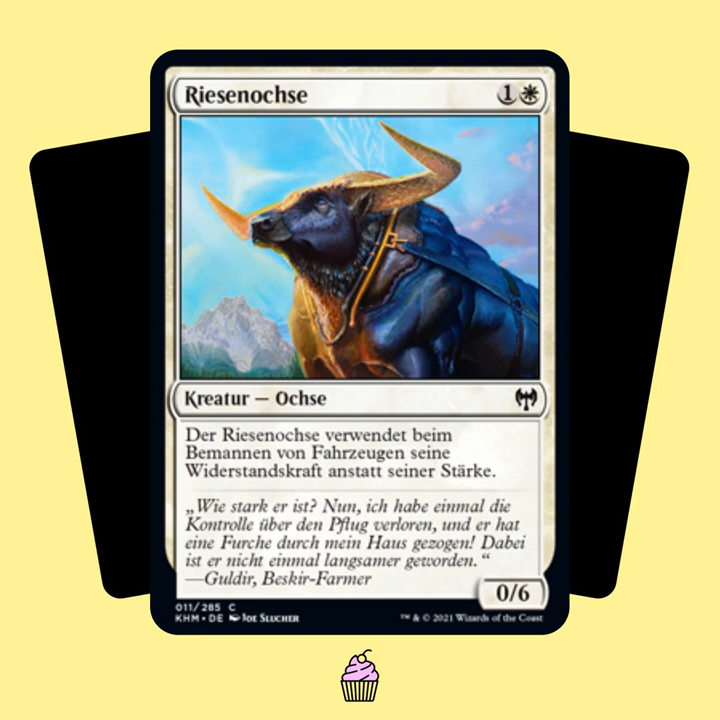 Riesenochse
1
Kreatur — Ochse
Der Riesenochse verwendet beim
Bemannen von Fahrzeugen seine
Widerstandskraft anstatt seiner Stärke.
„Wie stark er ist? Nun, ich habe einmal die
Kontrolle über den Pflug verloren, und er hat
eine Furche durch mein Haus gezogen! Dabei
ist er nicht einmal langsamer geworden.“
—Guldir, Beskir-Farmer
0/6
011/285 C
KHM • DE Joe Slucher
™ & © 2021 Wizards of the Coast